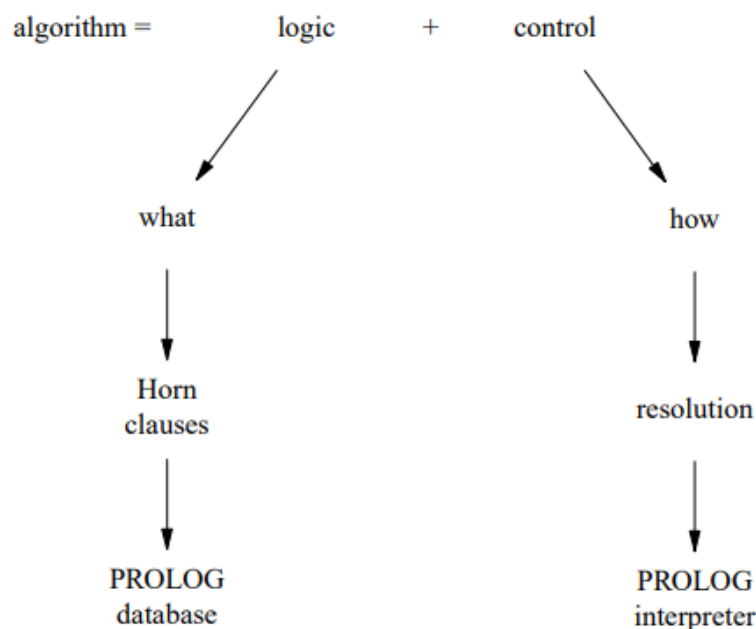 algorithm = logic + control
what how
Horn
clauses
resolution
PROLOG
database
PROLOG
interpreter